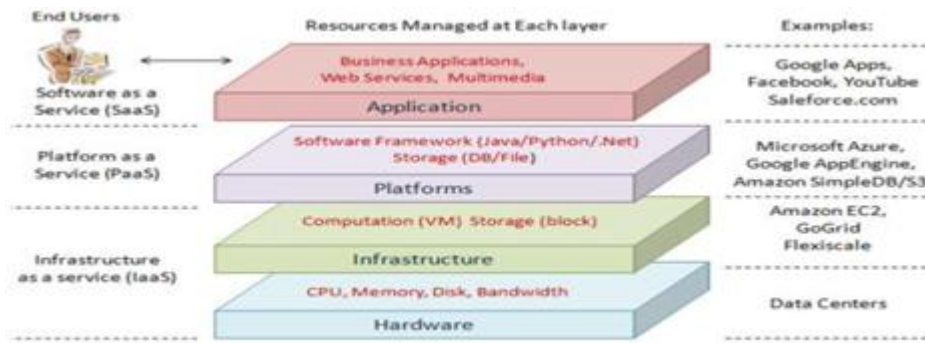 End Users
Resources Managed at Each layer
Examples:
Business Applications,
Web Services, Multimedia
Application
Software as a
Service (SaaS)
Google Apps,
Facebook, YouTube
Saleforce.com
Software Framework (Java/Python/.Net)
Storage (DB/File)
Platforms
Platform as a
Service (PaaS)
Microsoft Azure,
Google AppEngine,
Amazon SimpleDB/S3
Computation (VM) Storage (block)
Infrastructure
Amazon EC2,
GoGrid
Flexiscale
Infrastructure
as a service (IaaS)
CPU, Memory, Disk, Bandwidth
Hardware
Data Centers